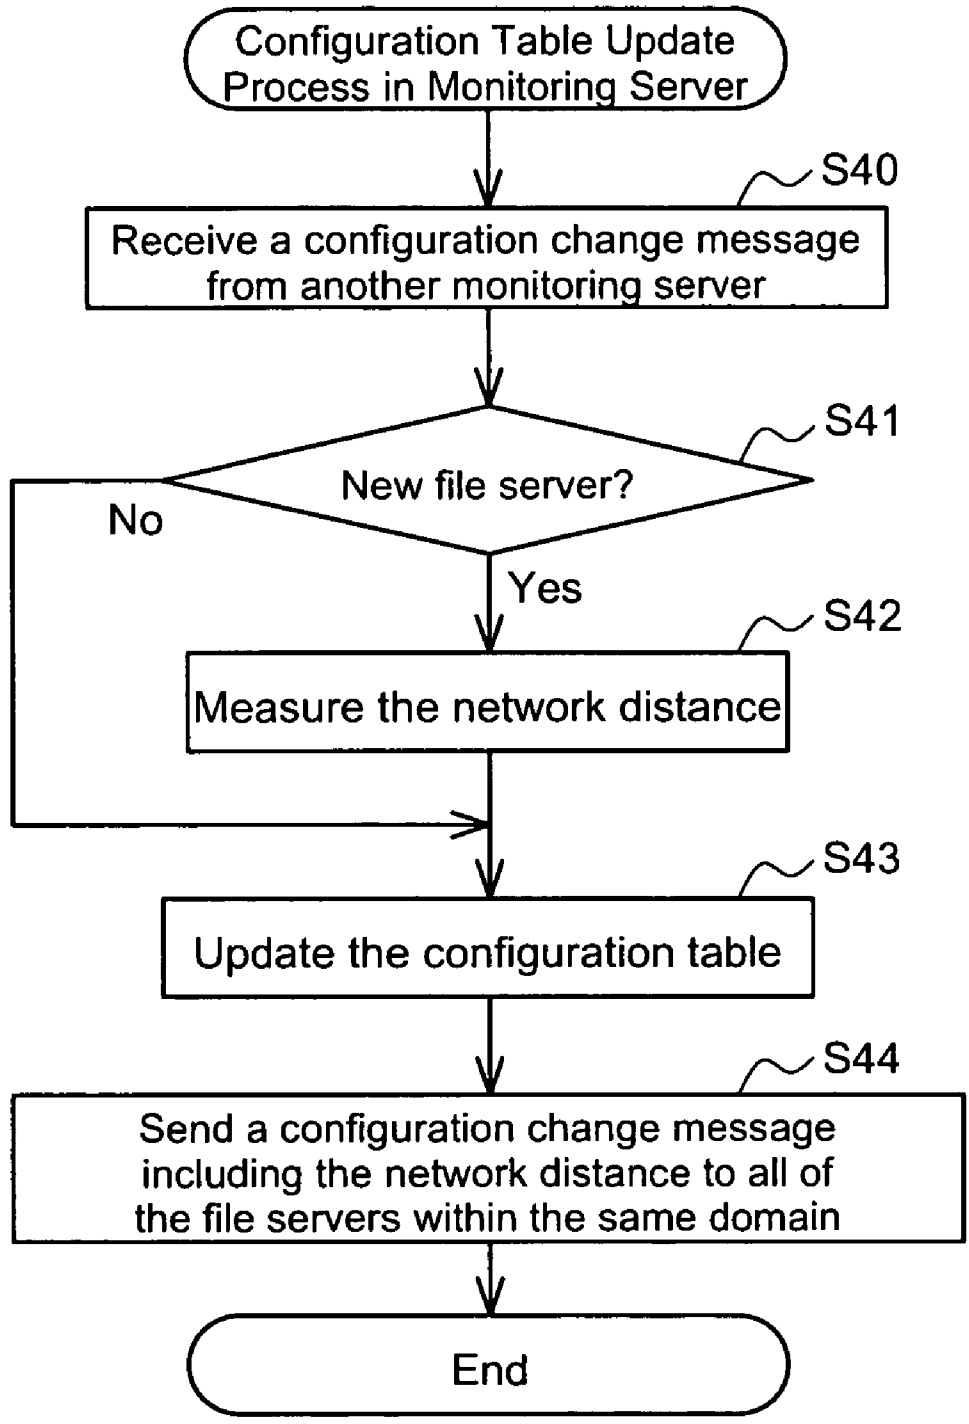 Configuration Table Update
Process in Monitoring Server
S40
Receive a configuration change message
from another monitoring server
S41
New file server?
No
Yes
S42
Measure the network distance
S43
Update the configuration table
S44
Send a configuration change message
including the network distance to all of
the file servers within the same domain
End